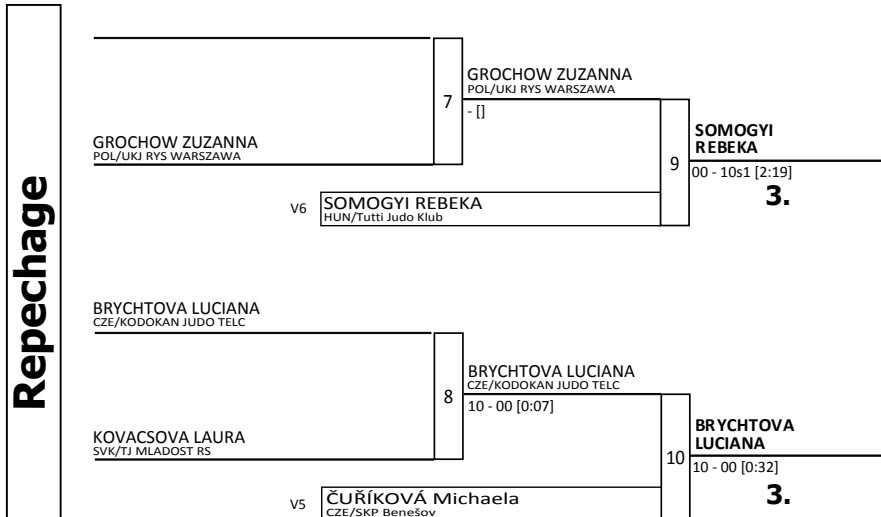 Repechage
GROCHOW ZUZANNA
POL/UKJ RYS WARSZAWA
7
GROCHOW ZUZANNA
POL/UKJ RYS WARSZAWA
- []
V6
SOMOGYI REBEKA
HUN/Tutti Judo Klub
9
SOMOGYI
REBEKA
00 - 10s1 [2:19]
3.
BRYCHTOVA LUCIANA
CZE/KODOKAN JUDO TELC
KOVACSOVA LAURA
SVK/TJ MLADOST RS
8
BRYCHTOVA LUCIANA
CZE/KODOKAN JUDO TELC
10 - 00 [0:07]
V5
ČUŘÍKOVÁ Michaela
CZE/SKP Benešov
10
BRYCHTOVA
LUCIANA
10 - 00 [0:32]
3.